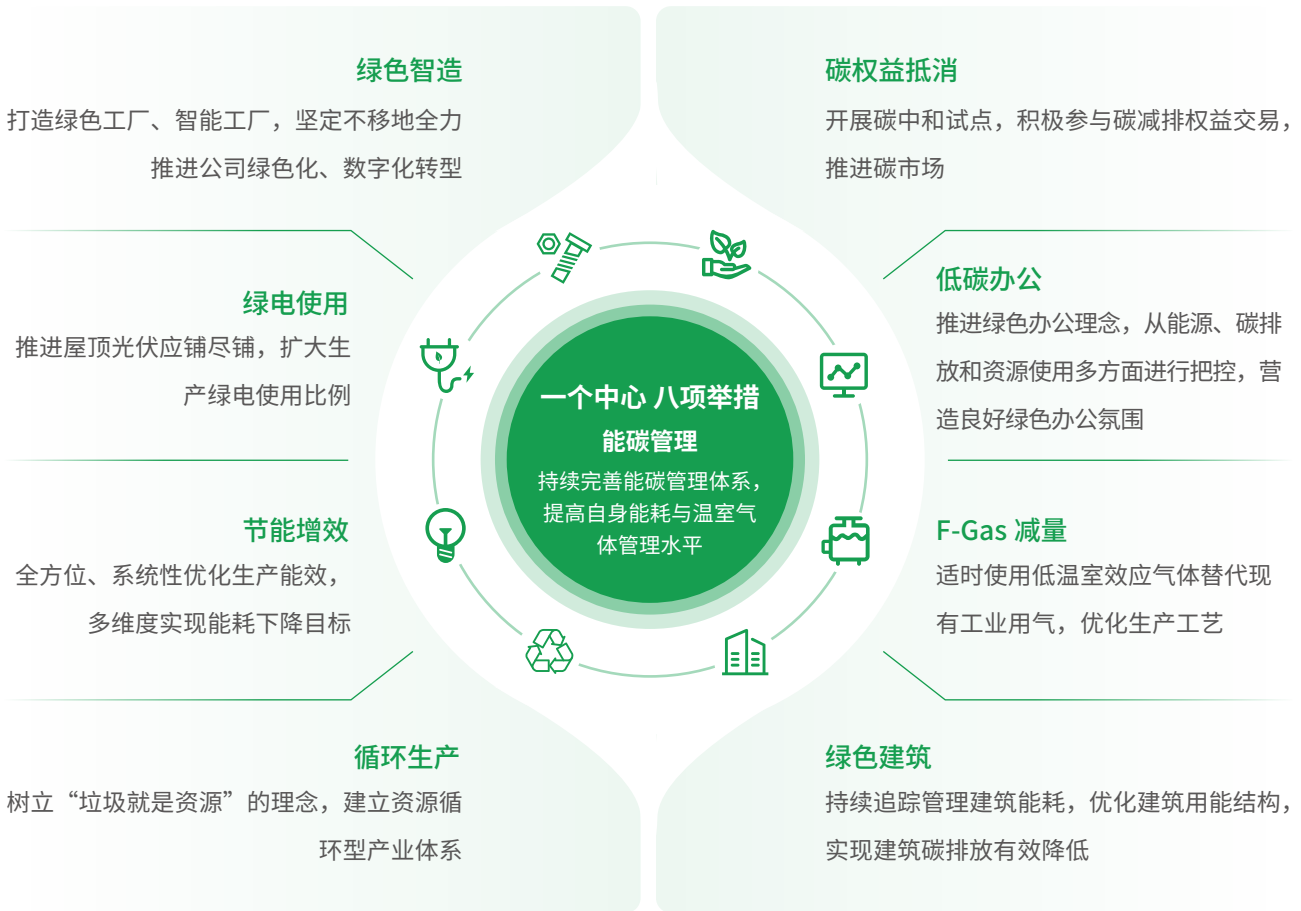 绿色智造
打造绿色工厂、智能工厂，坚定不移地全力
推进公司绿色化、数字化转型
绿电使用
推进屋顶光伏应铺尽铺，扩大生
产绿电使用比例
节能增效
全方位、系统性优化生产能效，
多维度实现能耗下降目标
循环生产
树立“垃圾就是资源”的理念，建立资源循
环型产业体系
一个中心 八项举措
能碳管理
持续完善能碳管理体系，
提高自身能耗与温室气
体管理水平
碳权益抵消
开展碳中和试点，积极参与碳减排权益交易，
推进碳市场
低碳办公
推进绿色办公理念，从能源、碳排
放和资源使用多方面进行把控，营
造良好绿色办公氛围
F-Gas 减量
适时使用低温室效应气体替代现
有工业用气，优化生产工艺
绿色建筑
持续追踪管理建筑能耗，优化建筑用能结构，
实现建筑碳排放有效降低